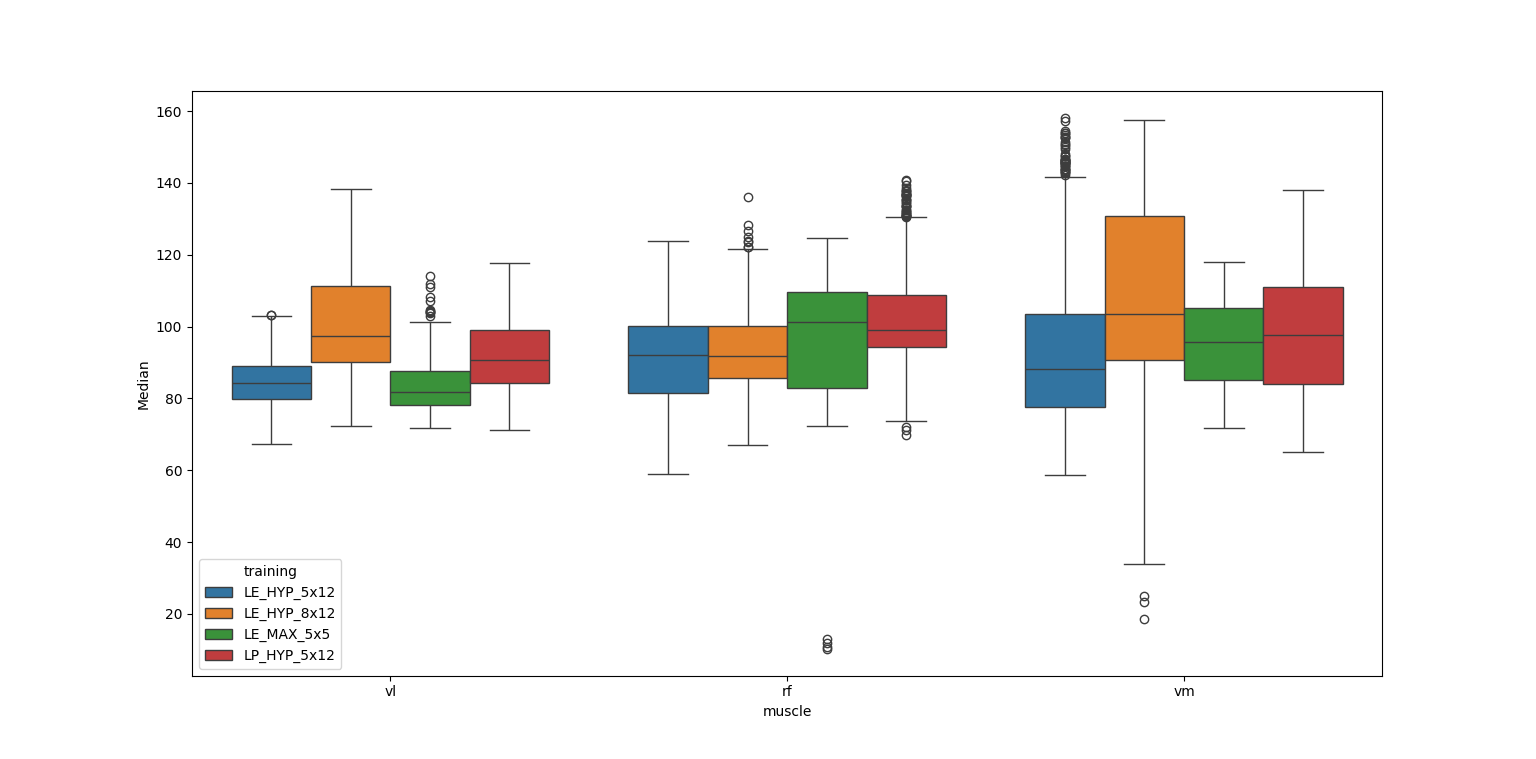 160
140
120
100
80
60
40
20
Median
training
LE_HYP_5x12
LE_HYP_8x12
LE_MAX_5x5
LP_HYP_5x12
vl
rf
vm
muscle